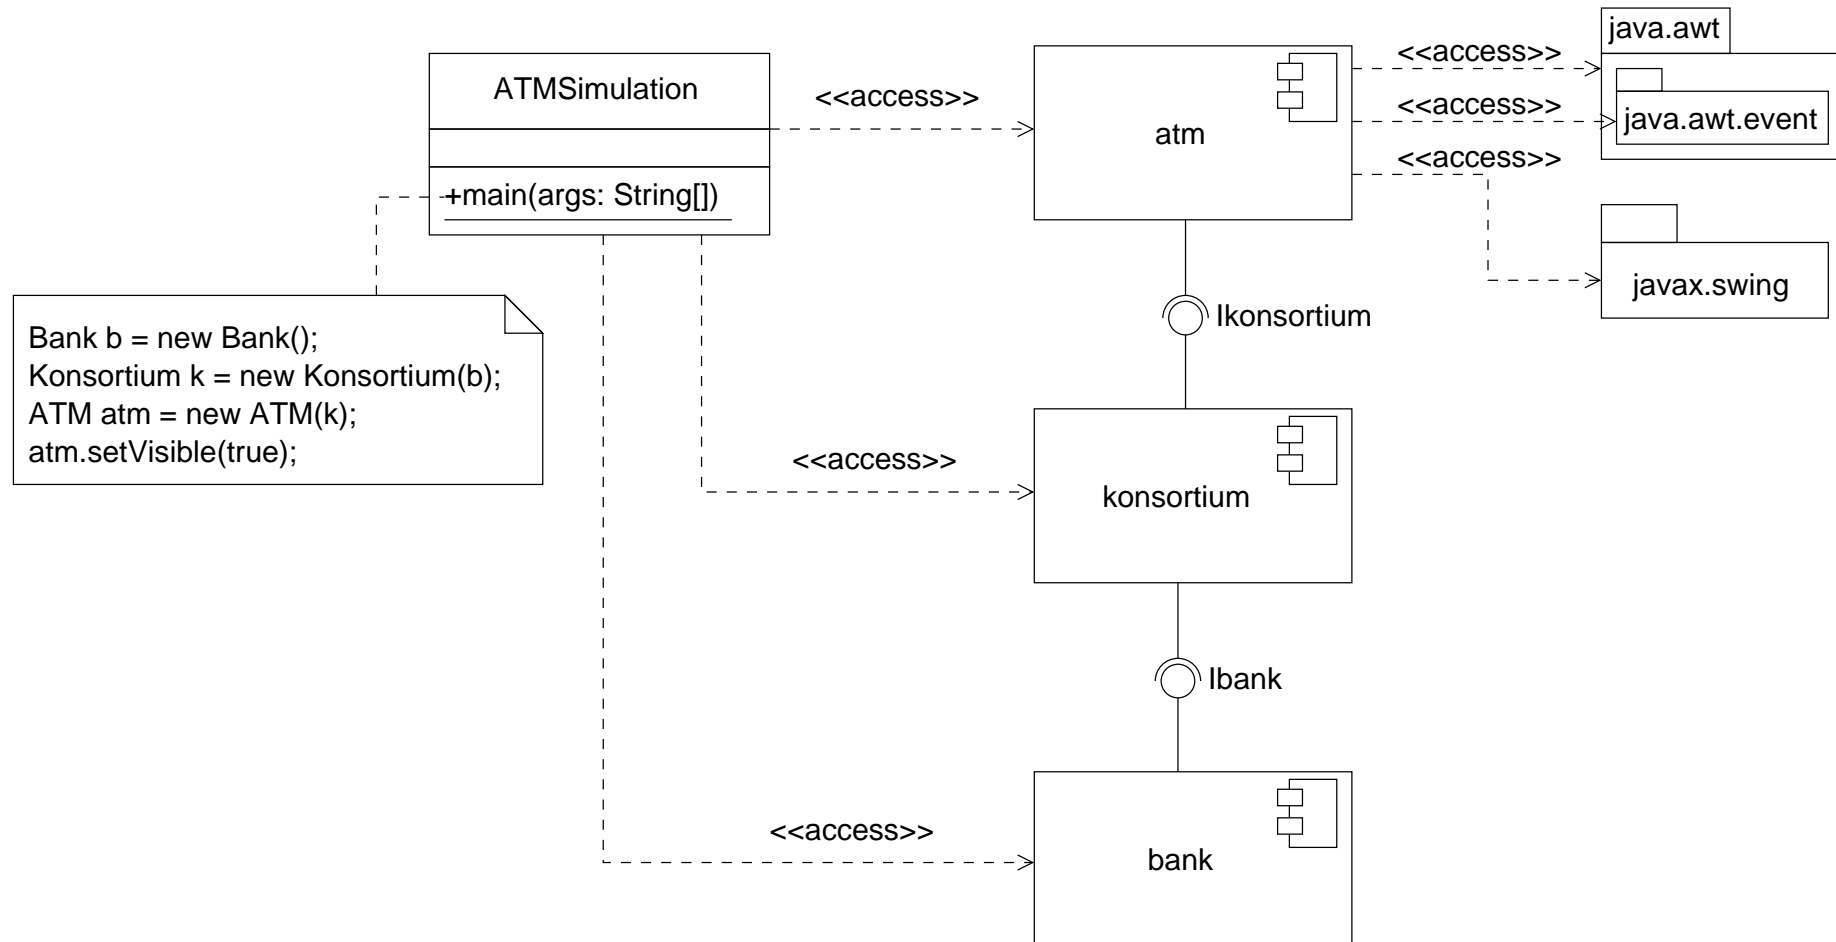 java.awt
<<access>>
ATMSimulation
<<access>>
<<access>>
java.awt.event
atm
<<access>>
+main(args: String[])
javax.swing
Ikonsortium
Bank b = new Bank();
Konsortium k = new Konsortium(b);
ATM atm = new ATM(k);
atm.setVisible(true);
<<access>>
konsortium
Ibank
<<access>>
bank